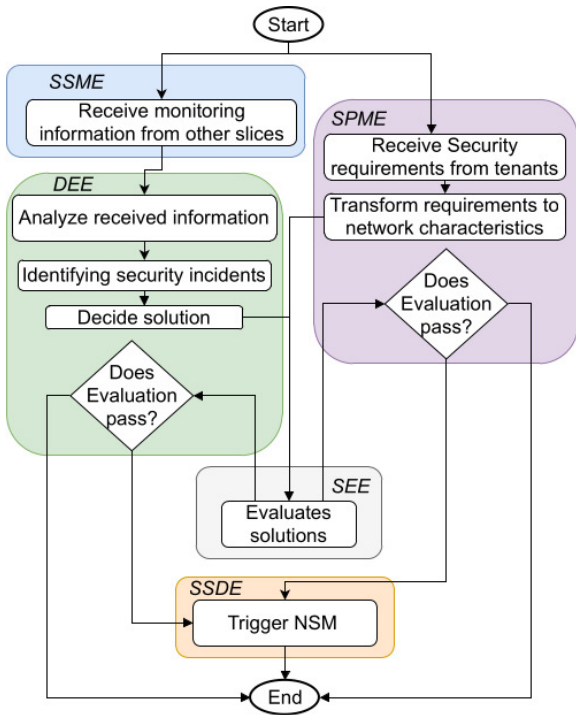 Start
SSME
Receive monitoring
information from other slices
SPME
Receive Security
requirements from tenants
Transform requirements to
network characteristics
Does
Evaluation
pass?
DEE
Analyze received information
Identifying security incidents
Decide solution
Does
Evaluation
pass?
SEE
Evaluates
solutions
SSDE
Trigger NSM
End